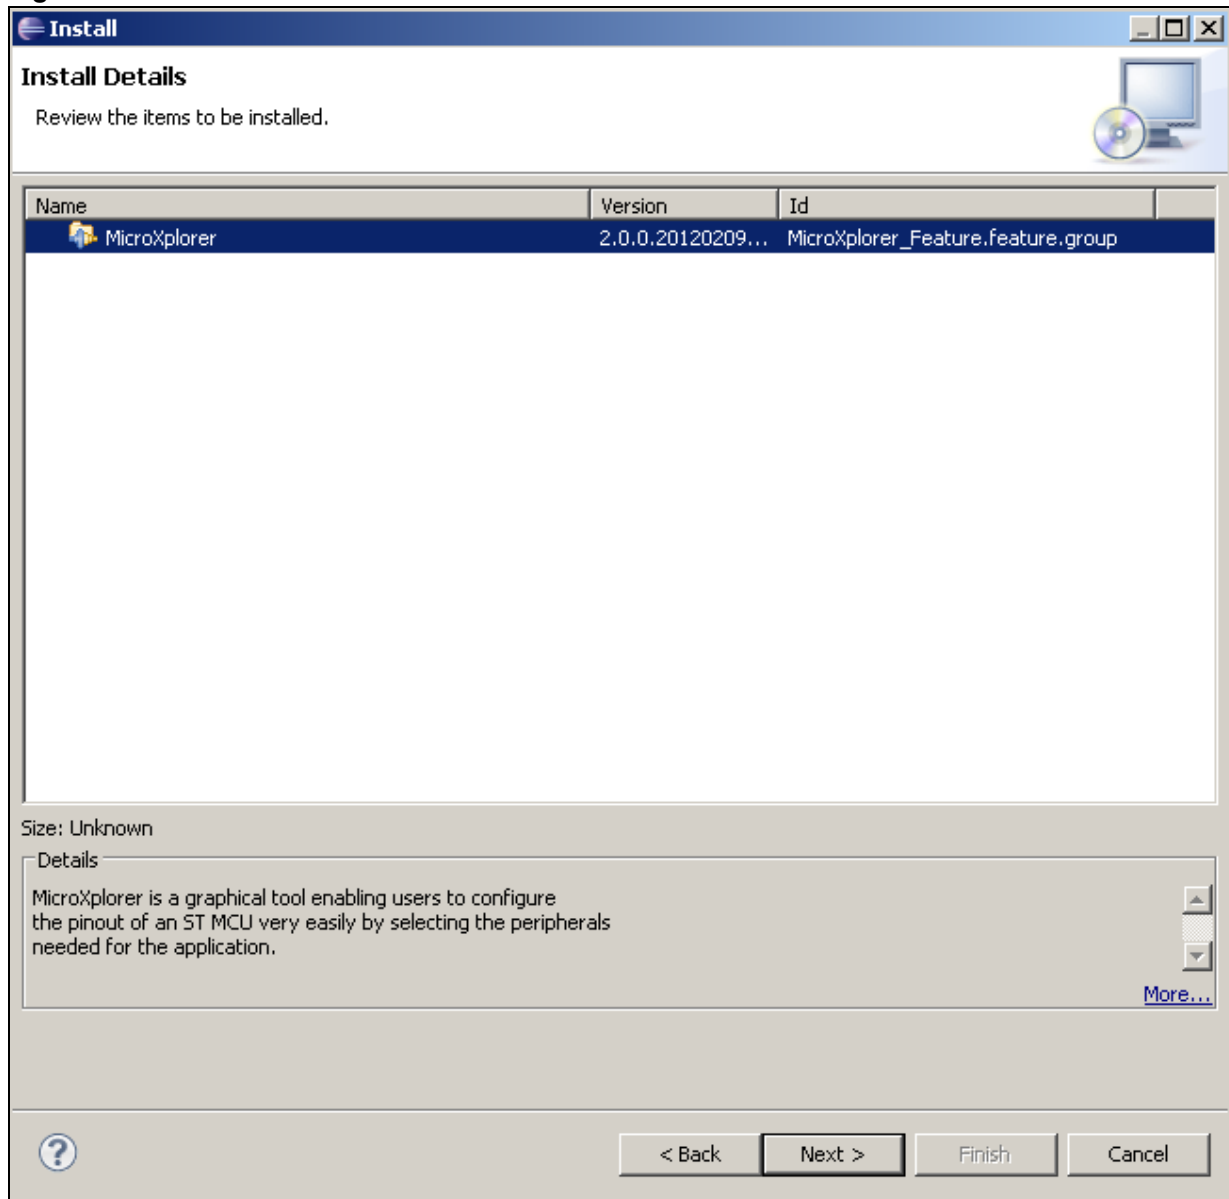 Install
Install Details
Review the items to be installed.
Name Version Id
MicroXplorer 2.0.0.20120209... MicroXplorer_Feature.feature.group
Size: Unknown
Details
MicroXplorer is a graphical tool enabling users to configure
the pinout of an ST MCU very easily by selecting the peripherals
needed for the application.
More...
< Back Next > Finish Cancel